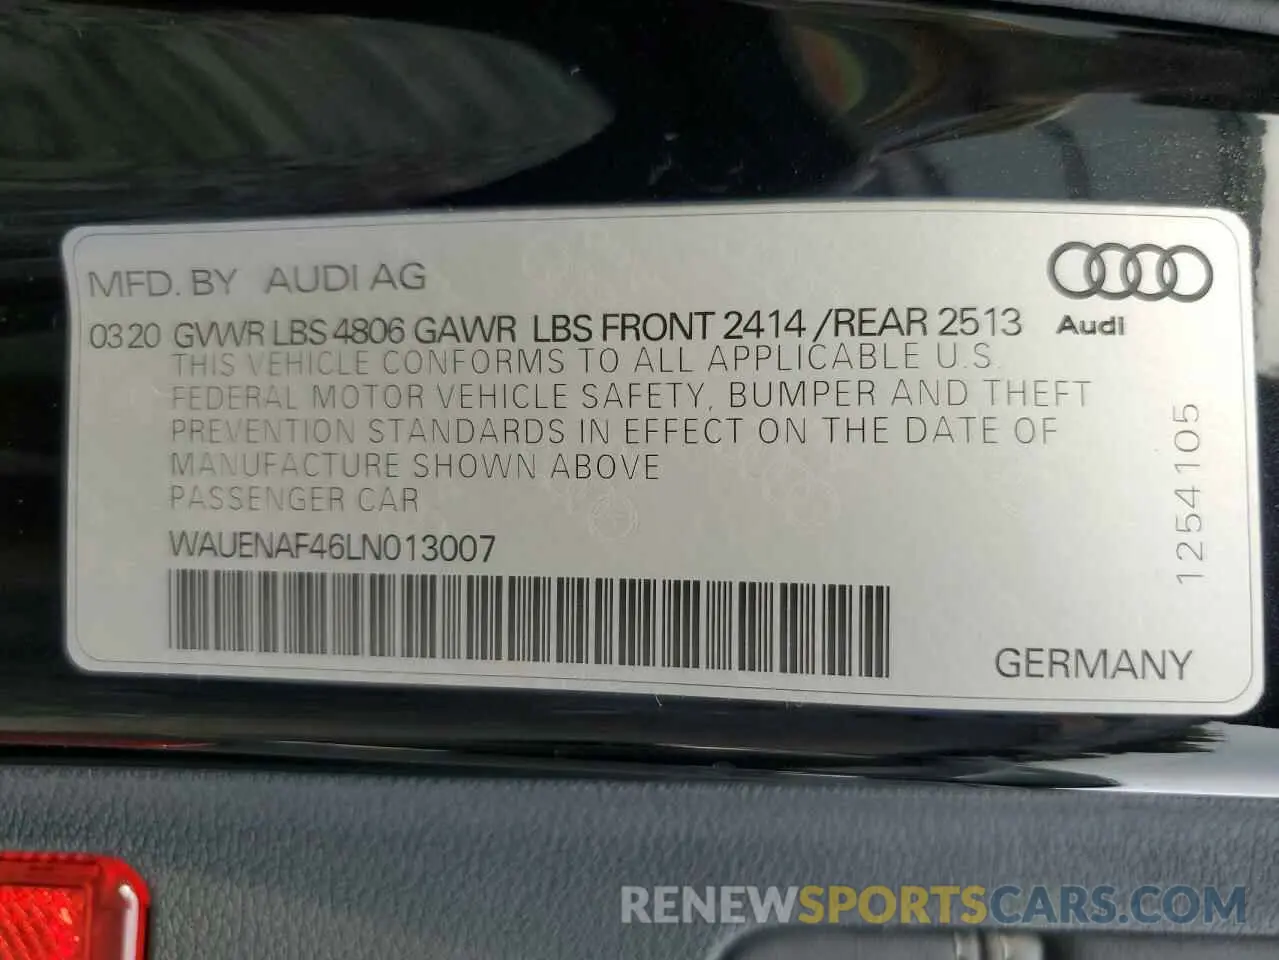 MFD. BY AUDI AG
Audi
03 20 GVWR LBS 4806 GAWR LBS FRONT 2414 /REAR 2513
THIS VEHICLE CONFORMS TO ALL APPLICABLE U.S.
FEDERAL MOTOR VEHICLE SAFETY, BUMPER AND THEFT
PREVENTION STANDARDS IN EFFECT ON THE DATE OF
MANUFACTURE SHOWN ABOVE
PASSENGER CAR
WAUENAF46LN013007
1254105
GERMANY
RENEWSPORTSCARS.COM